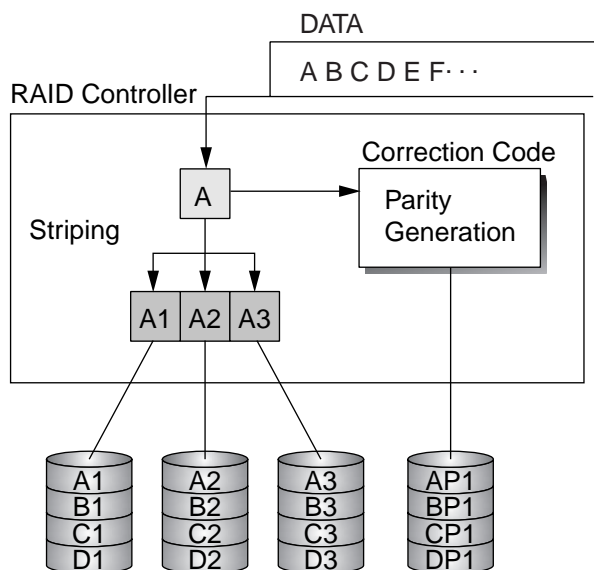 DATA
A B C D E F···
RAID Controller
Correction Code
A
Parity
Generation
Striping
A1 A2 A3
A1 A2 A3 AP1
B1 B2 B3 BP1
C1 C2 C3 CP1
D1 D2 D3 DP1